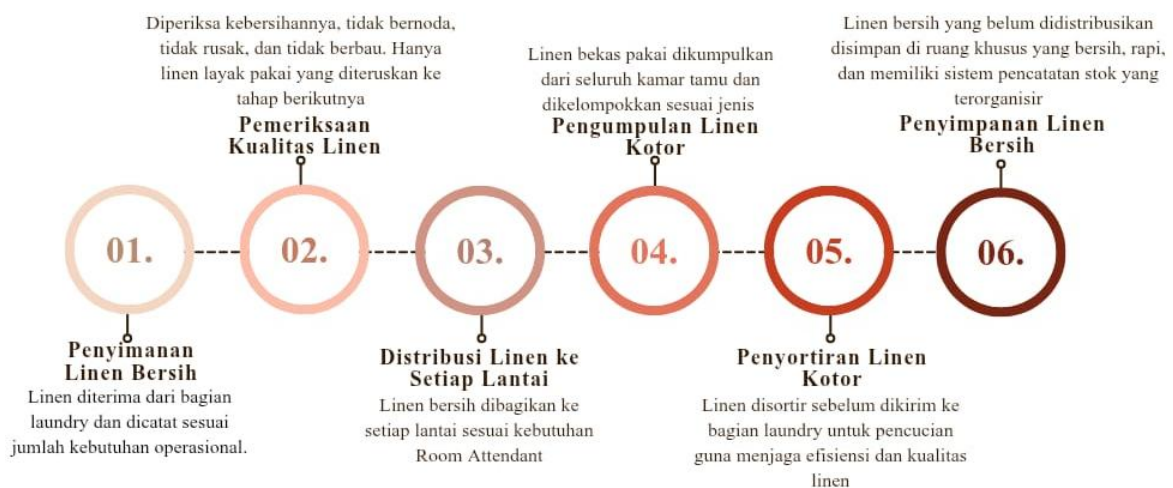 01.
Penyimanan
Linen Bersih
Linen diterima dari bagian
laundry dan dicatat sesuai
jumlah kebutuhan operasional.
Diperiksa kebersihannya, tidak bernoda,
tidak rusak, dan tidak berbau. Hanya
linen layak pakai yang diteruskan ke
tahap berikutnya
Pemeriksaan
Kualitas Linen
02.
03.
Distribusi Linen ke
Setiap Lantai
Linen bersih dibagikan ke
setiap lantai sesuai kebutuhan
Room Attendant
Linen bekas pakai dikumpulkan
dari seluruh kamar tamu dan
dikelompokkan sesuai jenis
Pengumpulan Linen
Kotor
04.
05.
Penyortiran Linen
Kotor
Linen disortir sebelum dikirim ke
bagian laundry untuk pencucian
guna menjaga efisiensi dan kualitas
linen
Linen bersih yang belum didistribusikan
disimpan di ruang khusus yang bersih, rapi,
dan memiliki sistem pencatatan stok yang
terorganisir
Penyimpanan Linen
Bersih
06.